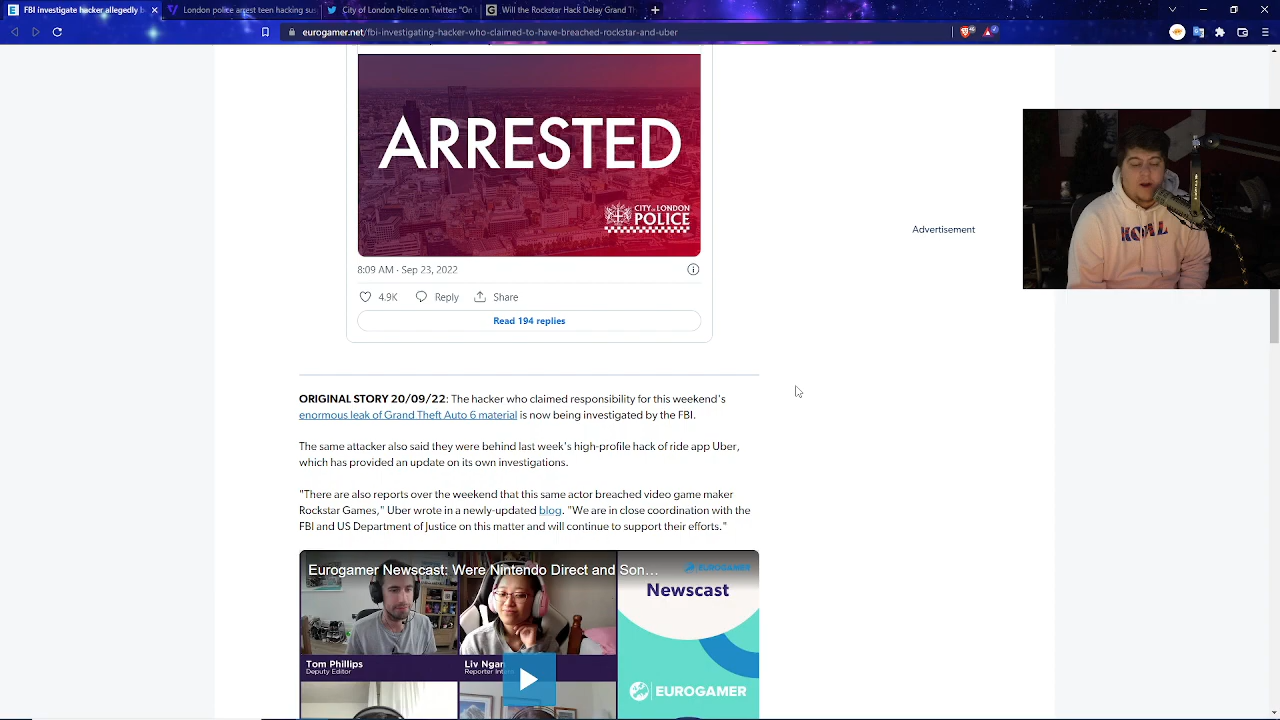 FBI investigate hacker allegedly b
London police arrest teen hacking sus
City of London Police on Twitter: "On
Will the Rockstar Hack Delay Grand Th
eurogamer.net/fbi-investigating-hacker-who-claimed-to-have-breached-rockstar-and-uber
ARRESTED
CITY OF LONDON
POLICE
8:09 AM · Sep 23, 2022
4.9K Reply Share
Read 194 replies
Advertisement
ORIGINAL STORY 20/09/22: The hacker who claimed responsibility for this weekend's
enormous leak of Grand Theft Auto 6 material is now being investigated by the FBI.
The same attacker also said they were behind last week's high-profile hack of ride app Uber,
which has provided an update on its own investigations.
"There are also reports over the weekend that this same actor breached video game maker
Rockstar Games," Uber wrote in a newly-updated blog. "We are in close coordination with the
FBI and US Department of Justice on this matter and will continue to support their efforts."
Eurogamer Newscast: Were Nintendo Direct and Son...
EUROGAMER
Newscast
Tom Phillips
Deputy Editor
Liv Ngan
Reporter
EUROGAMER